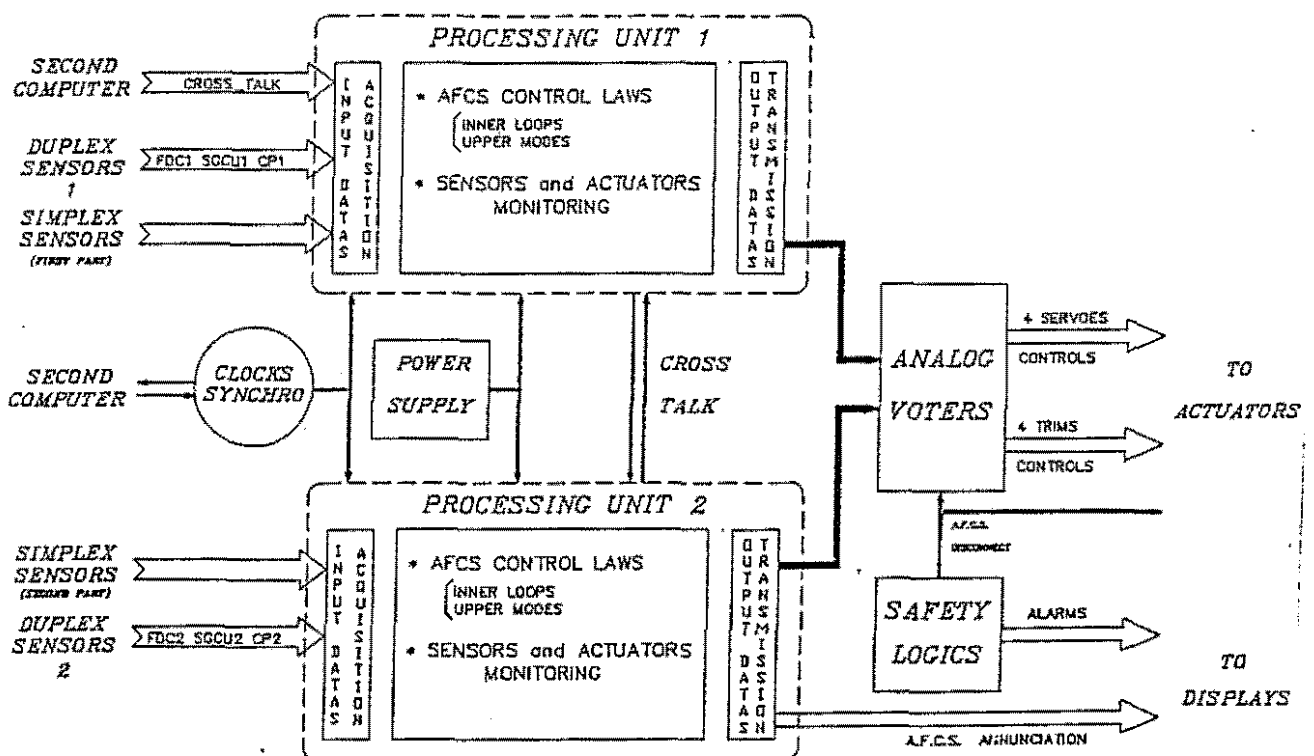 PROCESSING UNIT 1
SECOND
COMPUTER
CROSS TALK
DUPLEX
SENSORS
1
FDC1 SGCU1 CP1
SIMPLEX
SENSORS
(FIRST PART)
INPUT DATAS
ACQUISITION
* AFCS CONTROL LAWS
INNER LOOPS
UPPER MODES
* SENSORS and ACTUATORS
MONITORING
OUTPUT DATAS
TRANSMISSION
SECOND
COMPUTER
CLOCKS
SYNCHRO
POWER
SUPPLY
CROSS
TALK
ANALOG
VOTERS
4 SERVOES
CONTROLS
4 TRIMS
CONTROLS
TO
ACTUATORS
A.F.C.S.
DISCONNECT
PROCESSING UNIT 2
SIMPLEX
SENSORS
(SECOND PART)
DUPLEX
SENSORS
2
FDC2 SGCU2 CP2
INPUT DATAS
ACQUISITION
* AFCS CONTROL LAWS
INNER LOOPS
UPPER MODES
* SENSORS and ACTUATORS
MONITORING
OUTPUT DATAS
TRANSMISSION
SAFETY
LOGICS
ALARMS
TO
DISPLAYS
A.F.C.S. ANNUNCIATION